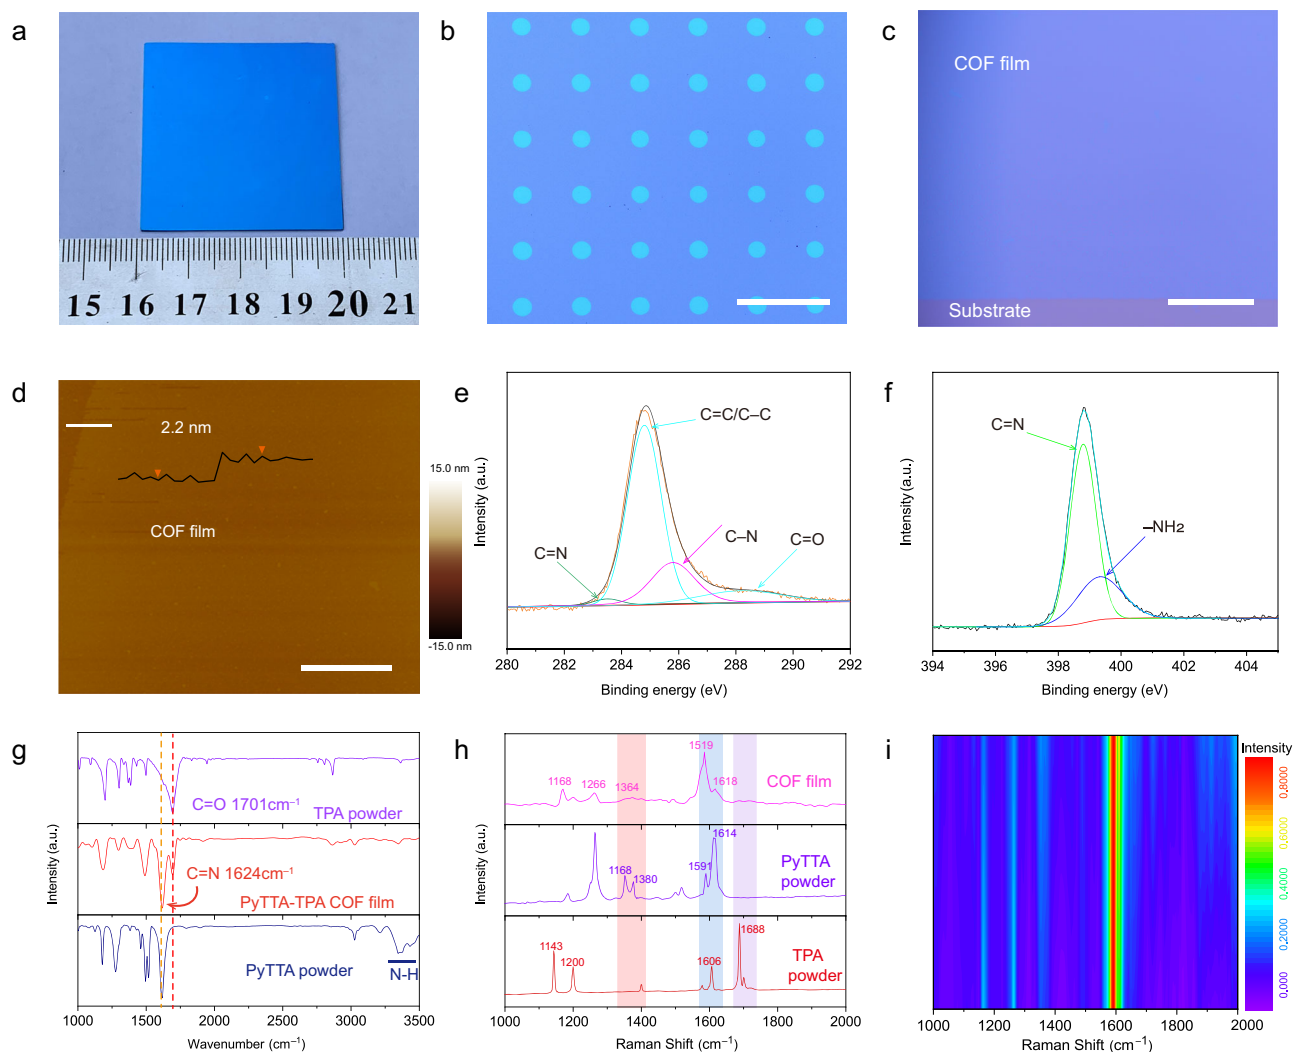 a
15 16 17 18 19 20 21
b
c
COF film
Substrate
d
2.2 nm
COF film
15.0 nm
-15.0 nm
e
Intensity (a.u.)
C=C/C–C
C=N
C–N
C=O
280 282 284 286 288 290 292
Binding energy (eV)
f
Intensity (a.u.)
C=N
–NH2
394 396 398 400 402 404
Binding energy (eV)
g
Intensity (a.u.)
C=O 1701cm⁻¹
TPA powder
C=N 1624cm⁻¹
PyTTA-TPA COF film
PyTTA powder
N-H
1000 1500 2000 2500 3000 3500
Wavenumber (cm⁻¹)
h
Intensity (a.u.)
1519
1168 1266 1364 1618
COF film
1614
1168 1380 1591
PyTTA
powder
1688
1143
1200 1606
TPA
powder
1000 1200 1400 1600 1800 2000
Raman Shift (cm⁻¹)
i
Intensity
0,8000
0,6000
0,4000
0,2000
0,000
1000 1200 1400 1600 1800 2000
Raman Shift (cm⁻¹)